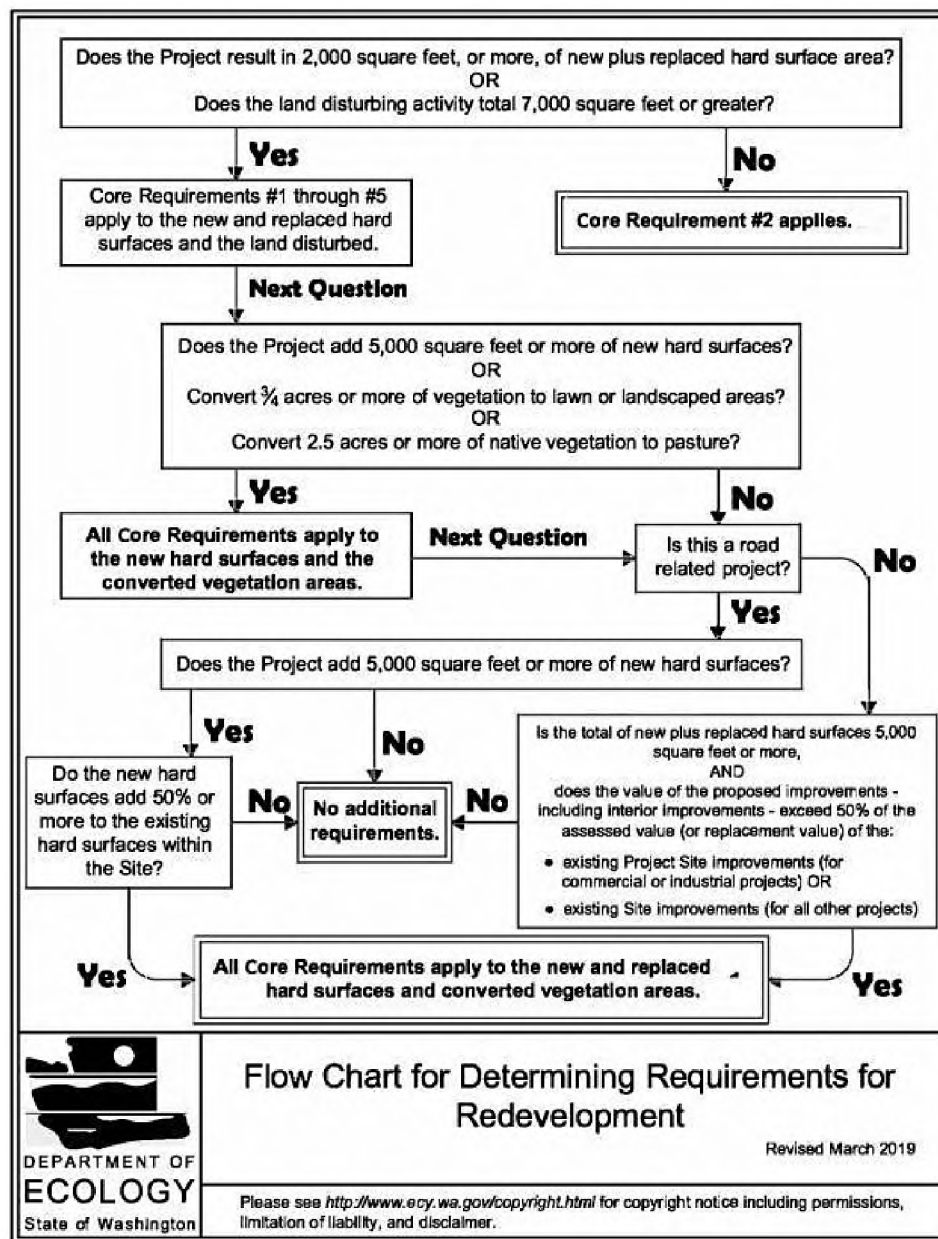 Does the Project result in 2,000 square feet, or more, of new plus replaced hard surface area?
OR
Does the land disturbing activity total 7,000 square feet or greater?
Yes
No
Core Requirements #1 through #5
apply to the new and replaced hard
surfaces and the land disturbed.
Core Requirement #2 applies.
Next Question
Does the Project add 5,000 square feet or more of new hard surfaces?
OR
Convert ¾ acres or more of vegetation to lawn or landscaped areas?
OR
Convert 2.5 acres or more of native vegetation to pasture?
Yes
No
All Core Requirements apply to
the new hard surfaces and the
converted vegetation areas.
Next Question
Is this a road
related project?
No
Yes
Does the Project add 5,000 square feet or more of new hard surfaces?
Yes
No
Do the new hard
surfaces add 50% or
more to the existing
hard surfaces within
the Site?
No
No additional
requirements.
No
Is the total of new plus replaced hard surfaces 5,000
square feet or more,
AND
does the value of the proposed improvements -
including interior improvements - exceed 50% of the
assessed value (or replacement value) of the:
• existing Project Site improvements (for
commercial or industrial projects) OR
• existing Site improvements (for all other projects)
Yes
All Core Requirements apply to the new and replaced
hard surfaces and converted vegetation areas.
Yes
DEPARTMENT OF
ECOLOGY
State of Washington
Flow Chart for Determining Requirements for
Redevelopment
Revised March 2019
Please see http://www.ecy.wa.gov/copyright.html for copyright notice including permissions,
limitation of liability, and disclaimer.